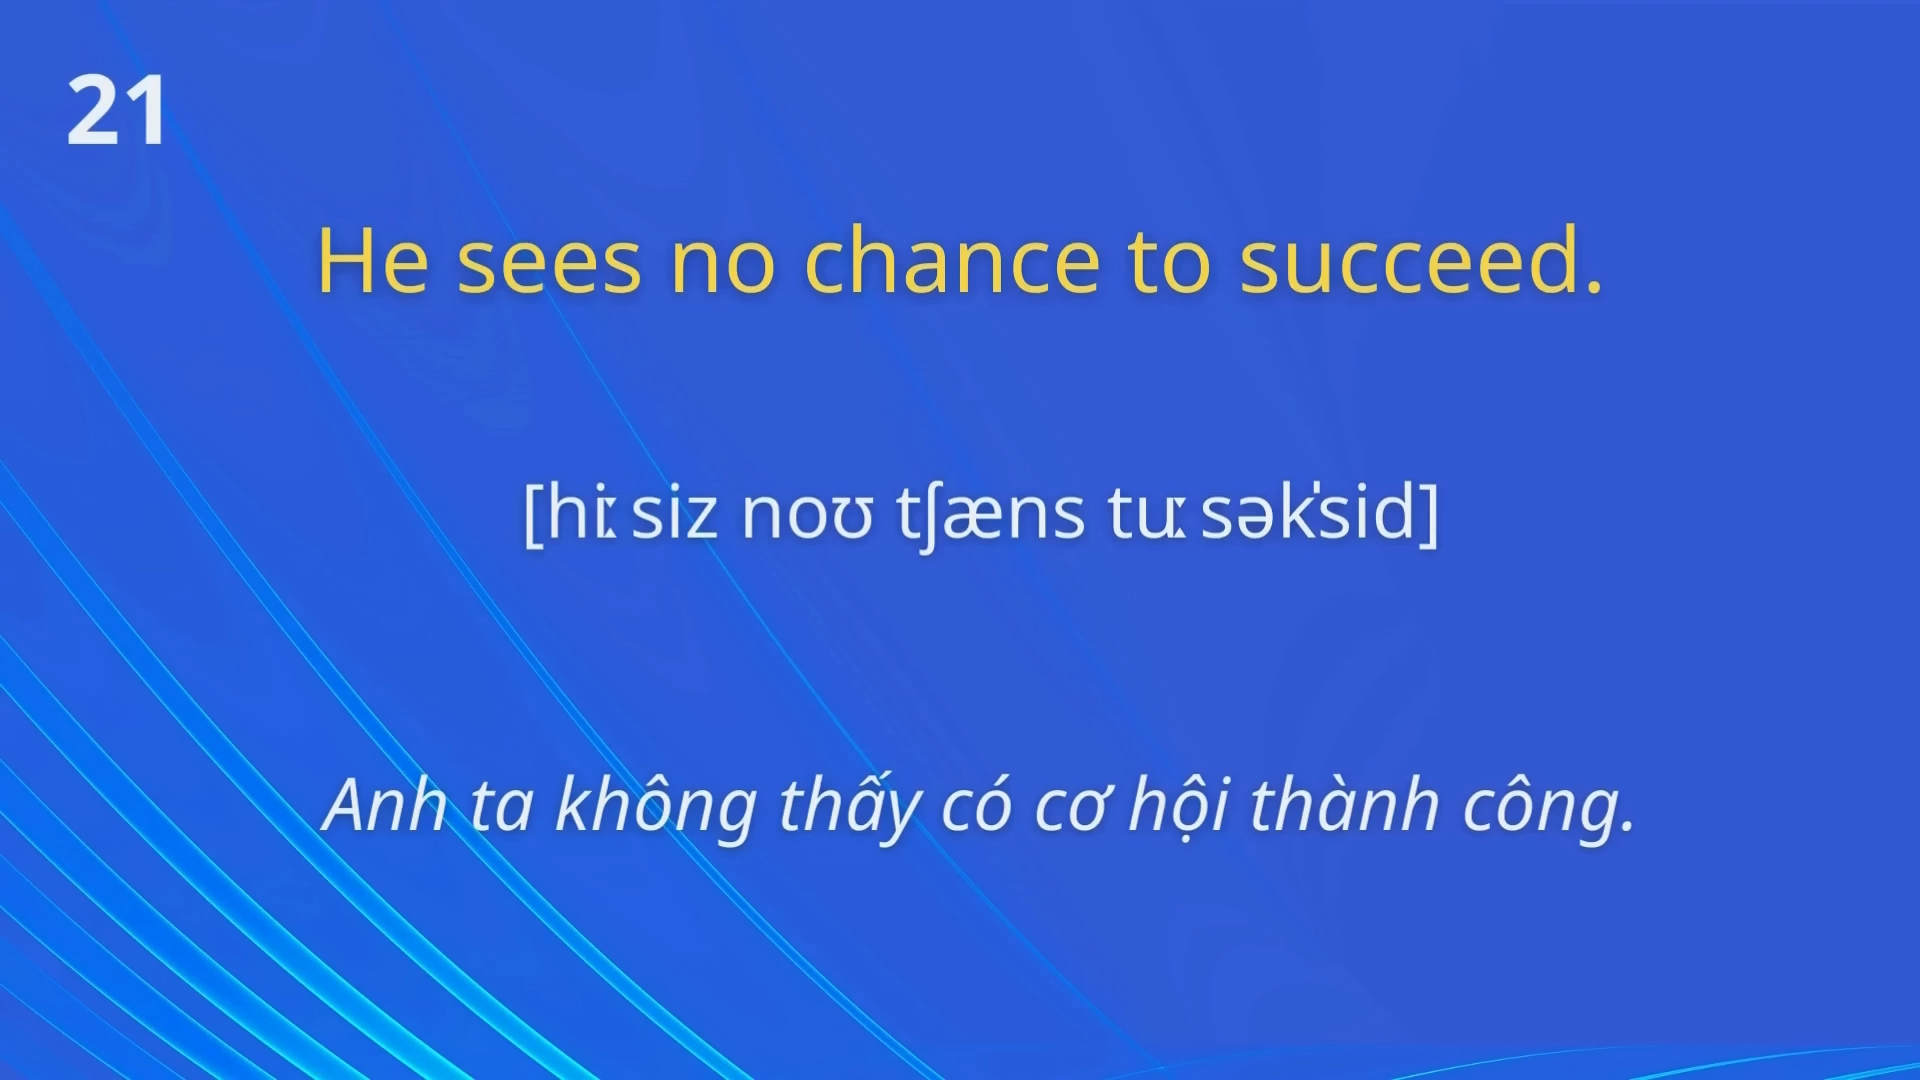 21
He sees no chance to succeed.
[hiː siz noʊ tʃæns tuː səkˈsid]
Anh ta không thấy có cơ hội thành công.